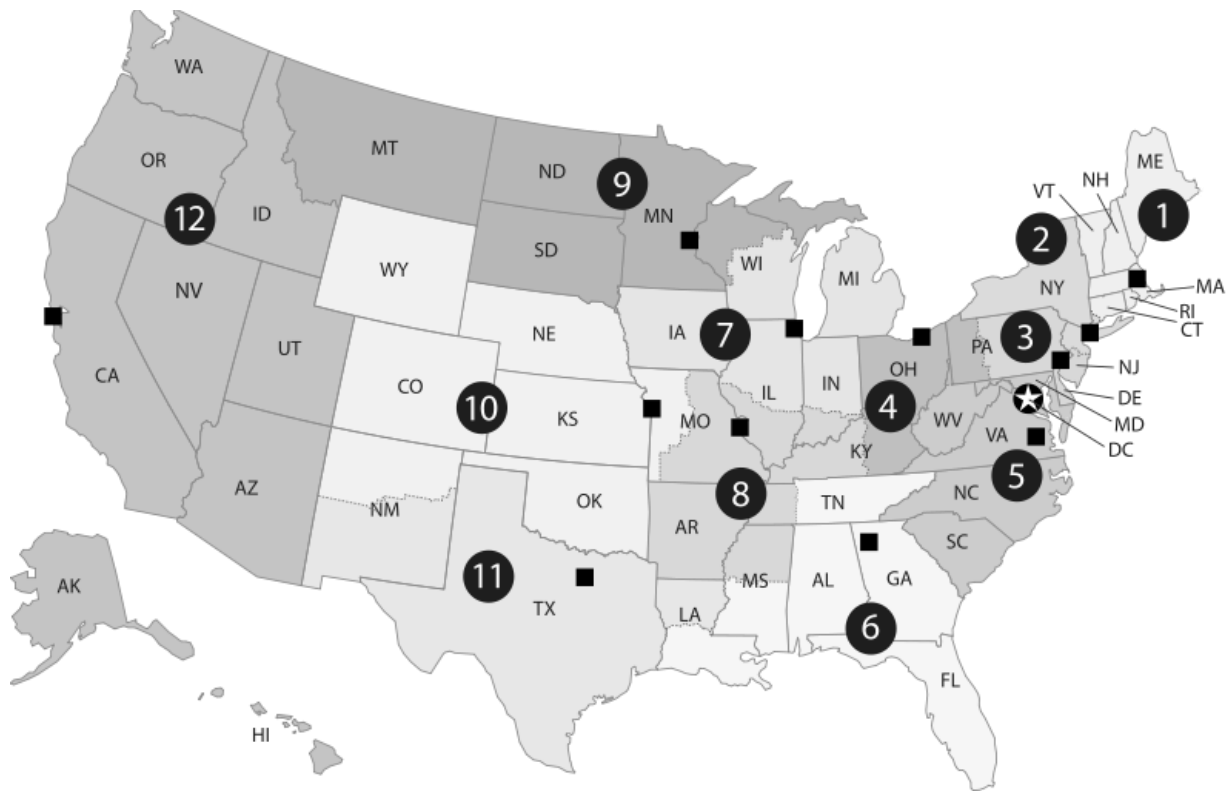 WA
ME
MT
NH
OR
ND
9
VT
1
MN
12
ID
2
SD
WI
WY
MI
NY
MA
NV
RI
7
IA
3
CT
NE
PA
UT
OH
NJ
CA
CO
IN
IL
10
4
DE
KS
MO
WV
MD
VA
DC
KY
AZ
5
8
NC
TN
OK
NM
AR
SC
11
MS
AL
GA
AK
TX
LA
6
FL
HI